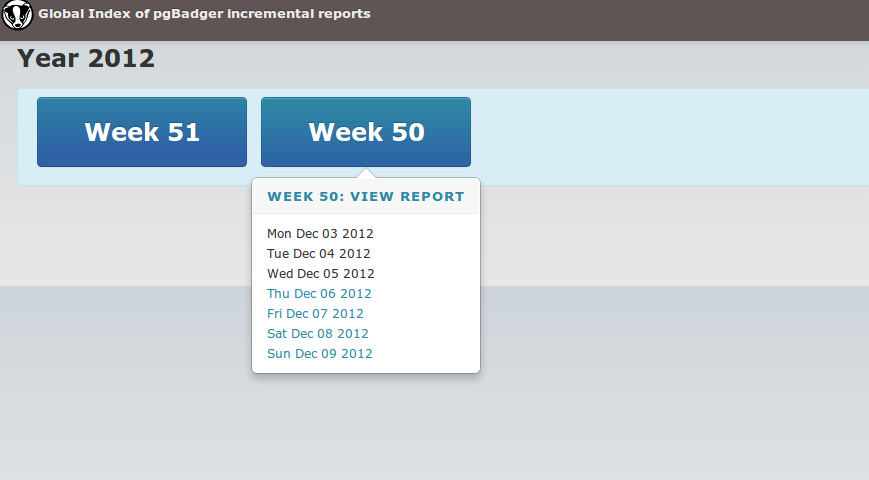 Global Index of pgBadger incremental reports
Year 2012
Week 51
Week 50
WEEK 50: VIEW REPORT
Mon Dec 03 2012
Tue Dec 04 2012
Wed Dec 05 2012
Thu Dec 06 2012
Fri Dec 07 2012
Sat Dec 08 2012
Sun Dec 09 2012